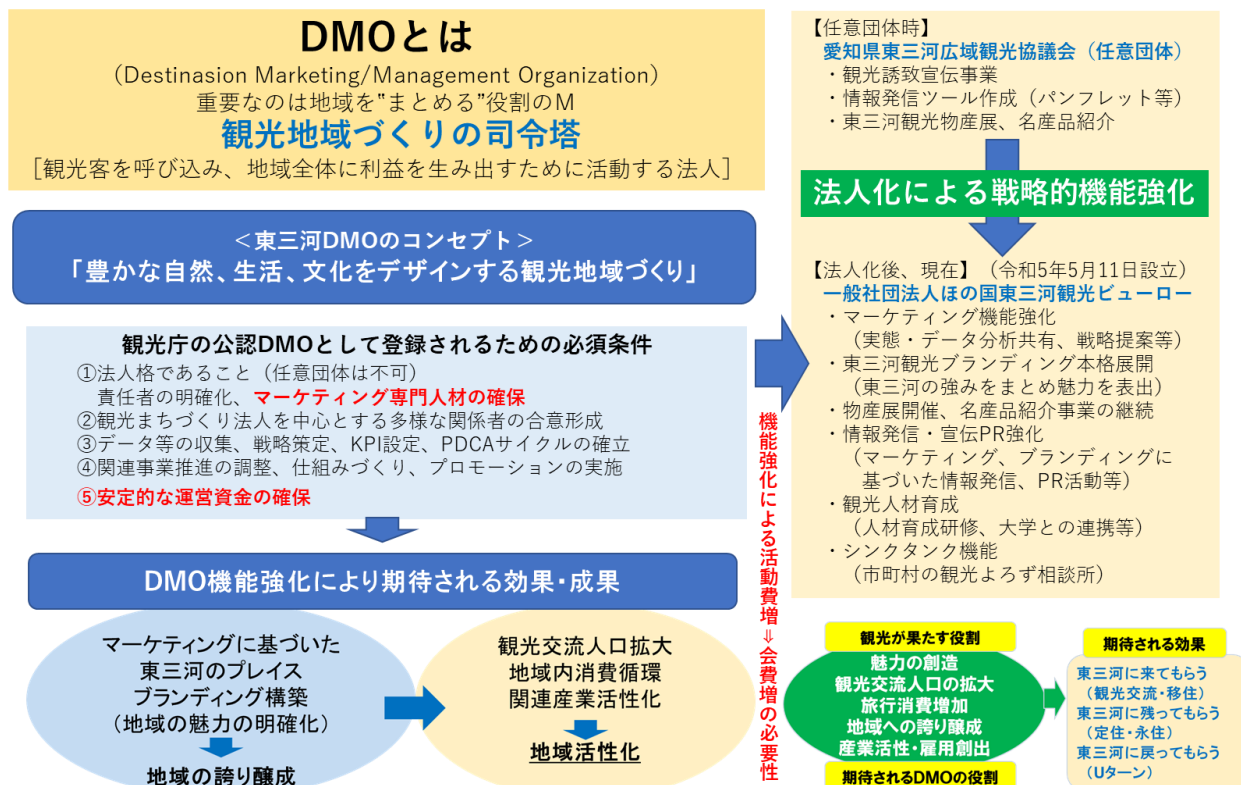 DMOとは
(Destinasion Marketing/Management Organization)
重要なのは地域を"まとめる"役割のM
観光地域づくりの司令塔
[観光客を呼び込み、地域全体に利益を生み出すために活動する法人]
<東三河DMOのコンセプト>
「豊かな自然、生活、文化をデザインする観光地域づくり」
観光庁の公認DMOとして登録されるための必須条件
①法人格であること(任意団体は不可)
責任者の明確化、マーケティング専門人材の確保
②観光まちづくり法人を中心とする多様な関係者の合意形成
③データ等の収集、戦略策定、KPI設定、PDCAサイクルの確立
④関連事業推進の調整、仕組みづくり、プロモーションの実施
⑤安定的な運営資金の確保
DMO機能強化により期待される効果・成果
マーケティングに基づいた
東三河のプレイス
ブランディング構築
(地域の魅力の明確化)
地域の誇り醸成
観光交流人口拡大
地域内消費循環
関連産業活性化
地域活性化
機能強化による活動費増⇒会費増の必要性
【任意団体時】
愛知県東三河広域観光協議会(任意団体)
・観光誘致宣伝事業
・情報発信ツール作成(パンフレット等)
・東三河観光物産展、名産品紹介
法人化による戦略的機能強化
【法人化後、現在】(令和5年5月11日設立)
一般社団法人ほの国東三河観光ビューロー
・マーケティング機能強化
(実態・データ分析共有、戦略提案等)
・東三河観光ブランディング本格展開
(東三河の強みをまとめ魅力を表出)
・物産展開催、名産品紹介事業の継続
・情報発信・宣伝PR強化
(マーケティング、ブランディングに
基づいた情報発信、PR活動等)
・観光人材育成
(人材育成研修、大学との連携等)
・シンクタンク機能
(市町村の観光よろず相談所)
観光が果たす役割
魅力の創造
観光交流人口の拡大
旅行消費増加
地域への誇り醸成
産業活性・雇用創出
期待されるDMOの役割
期待される効果
東三河に来てもらう
(観光交流・移住)
東三河に残ってもらう
(定住・永住)
東三河に戻ってもらう
(Uターン)